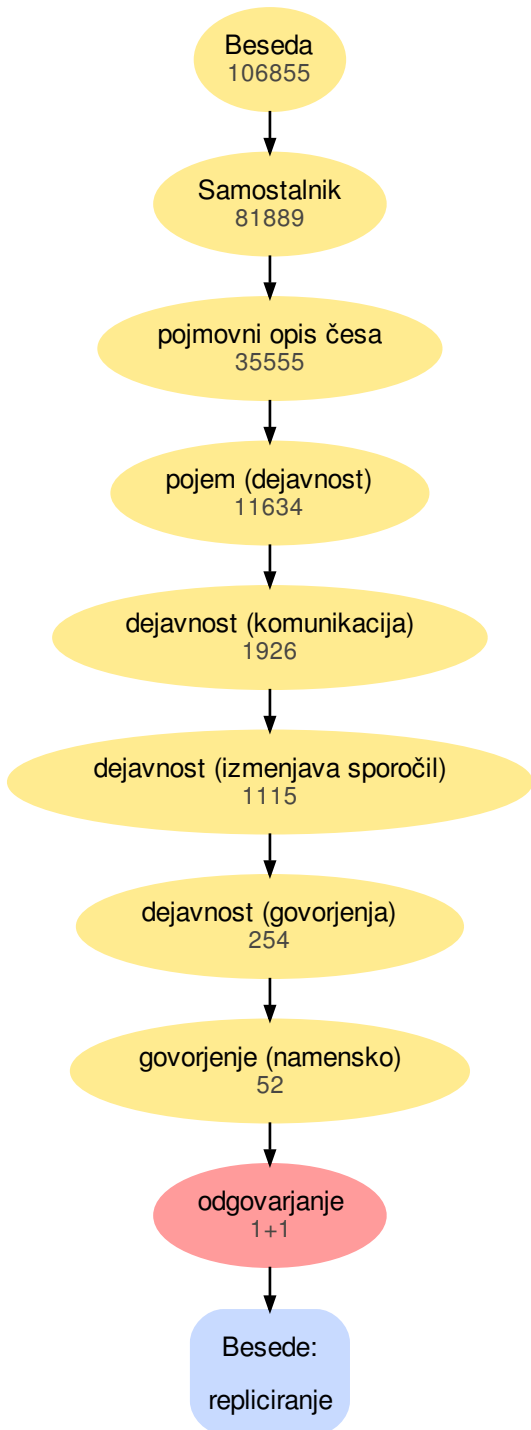 Beseda
106855
Samostalnik
81889
pojmovni opis česa
35555
pojem (dejavnost)
11634
dejavnost (komunikacija)
1926
dejavnost (izmenjava sporočil)
1115
dejavnost (govorjenja)
254
govorjenje (namensko)
52
odgovarjanje
1+1
Besede:
repliciranje